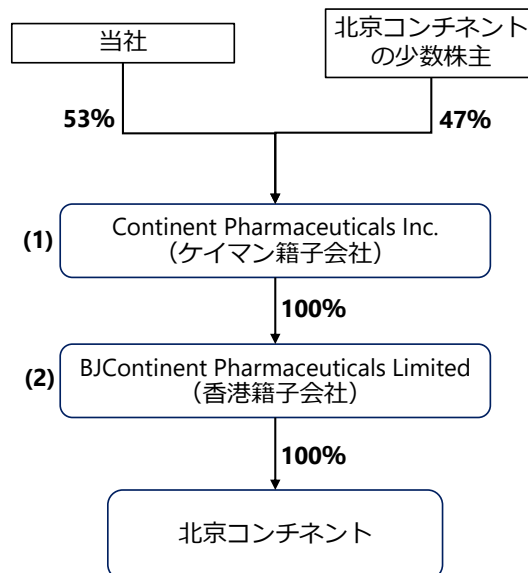 当社
北京コンチネント
の少数株主
53%
47%
(1)
Continent Pharmaceuticals Inc.
（ケイマン籍子会社）
100%
(2)
BJContinent Pharmaceuticals Limited
（香港籍子会社）
100%
北京コンチネント